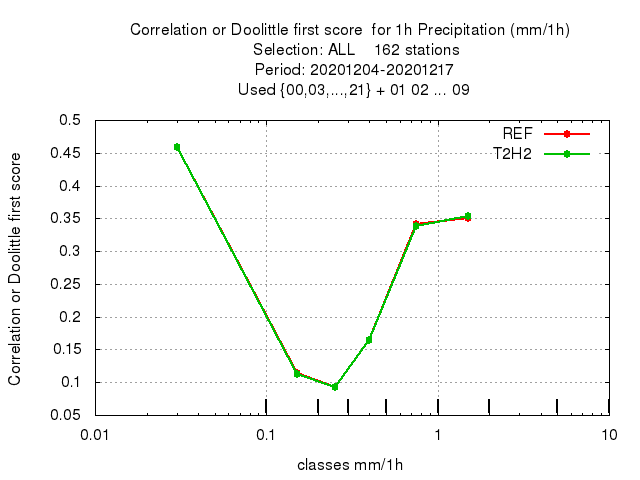 Correlation or Doolittle first score  for 1h Precipitation (mm/1h)
Selection: ALL    162 stations
Period: 20201204-20201217
Used {00,03,...,21} + 01 02 ... 09
Correlation or Doolittle first score
0.5
0.45
0.4
0.35
0.3
0.25
0.2
0.15
0.1
0.05
REF
T2H2
0.01 0.1 1 10
classes mm/1h